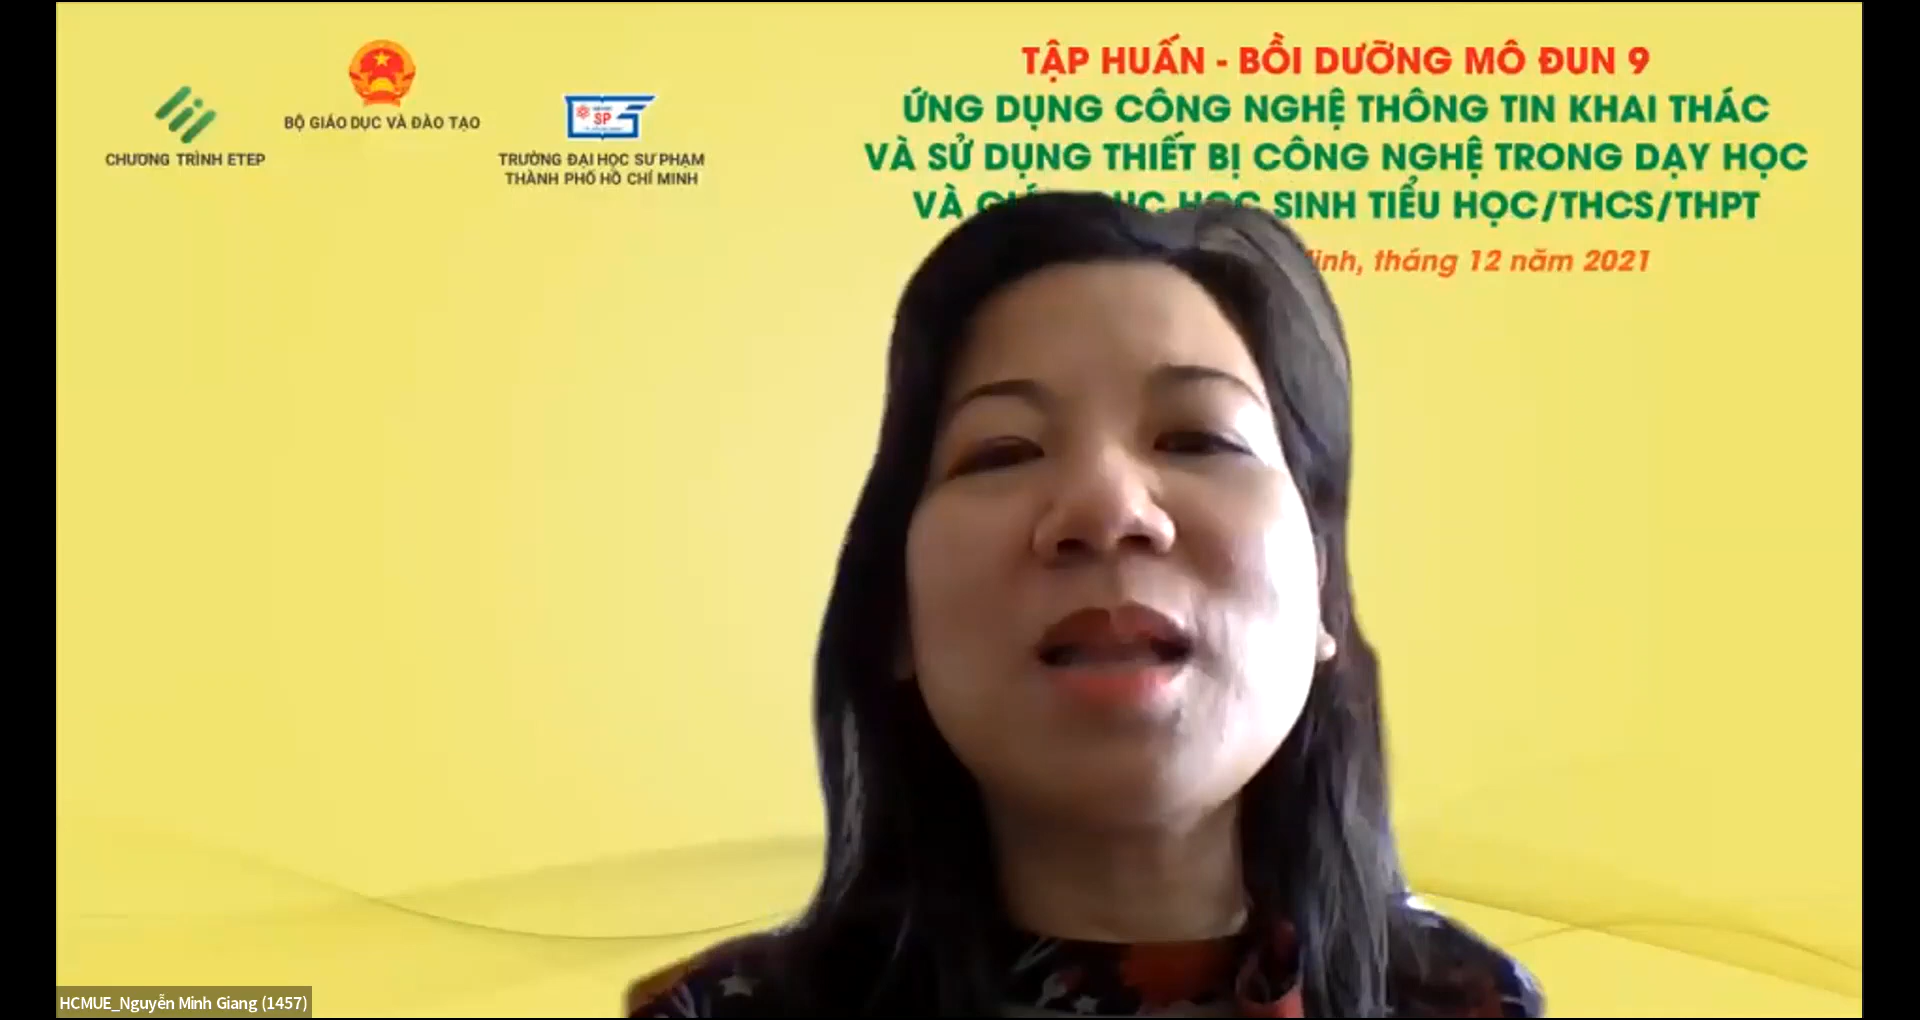 TẬP HUẤN - BỒI DƯỠNG MÔ ĐUN 9
ỨNG DỤNG CÔNG NGHỆ THÔNG TIN KHAI THÁC
VÀ SỬ DỤNG THIẾT BỊ CÔNG NGHỆ TRONG DẠY HỌC
VÀ SINH TIỂU HỌC/THCS/THPT
tháng 12 năm 2021
CHƯƠNG TRÌNH ETEP
BỘ GIÁO DỤC VÀ ĐÀO TẠO
SP
TRƯỜNG ĐẠI HỌC SƯ PHẠM
THÀNH PHỐ HỒ CHÍ MINH
HCMUE_Nguyễn Minh Giang (1457)